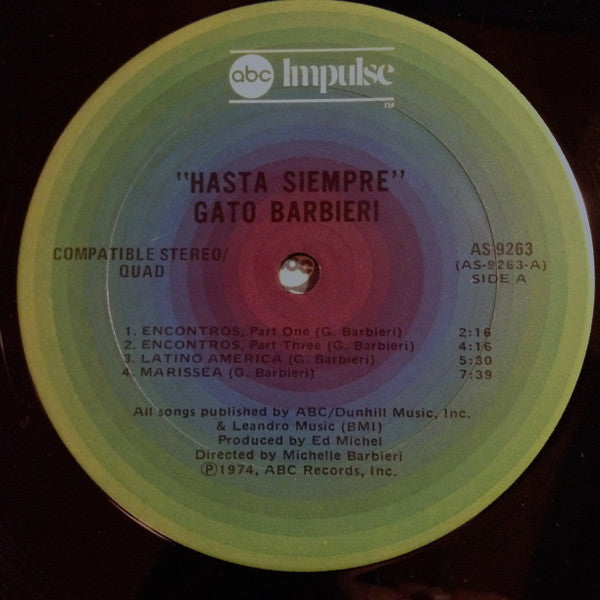 abc Impulse
TM
"HASTA SIEMPRE"
GATO BARBIERI
COMPATIBLE STEREO/
QUAD
AS-9263
(AS-9263-A)
SIDE A
1. ENCONTROS, Part One (G. Barbieri) 2:16
2. ENCONTROS, Part Three (G. Barbieri) 4:16
3. LATINO AMERICA (G. Barbieri) 5:30
4. MARISSEA (G. Barbieri) 7:39
All songs published by ABC/Dunhill Music, Inc.
& Leandro Music (BMI)
Produced by Ed Michel
Directed by Michelle Barbieri
Ⓟ1974, ABC Records, Inc.